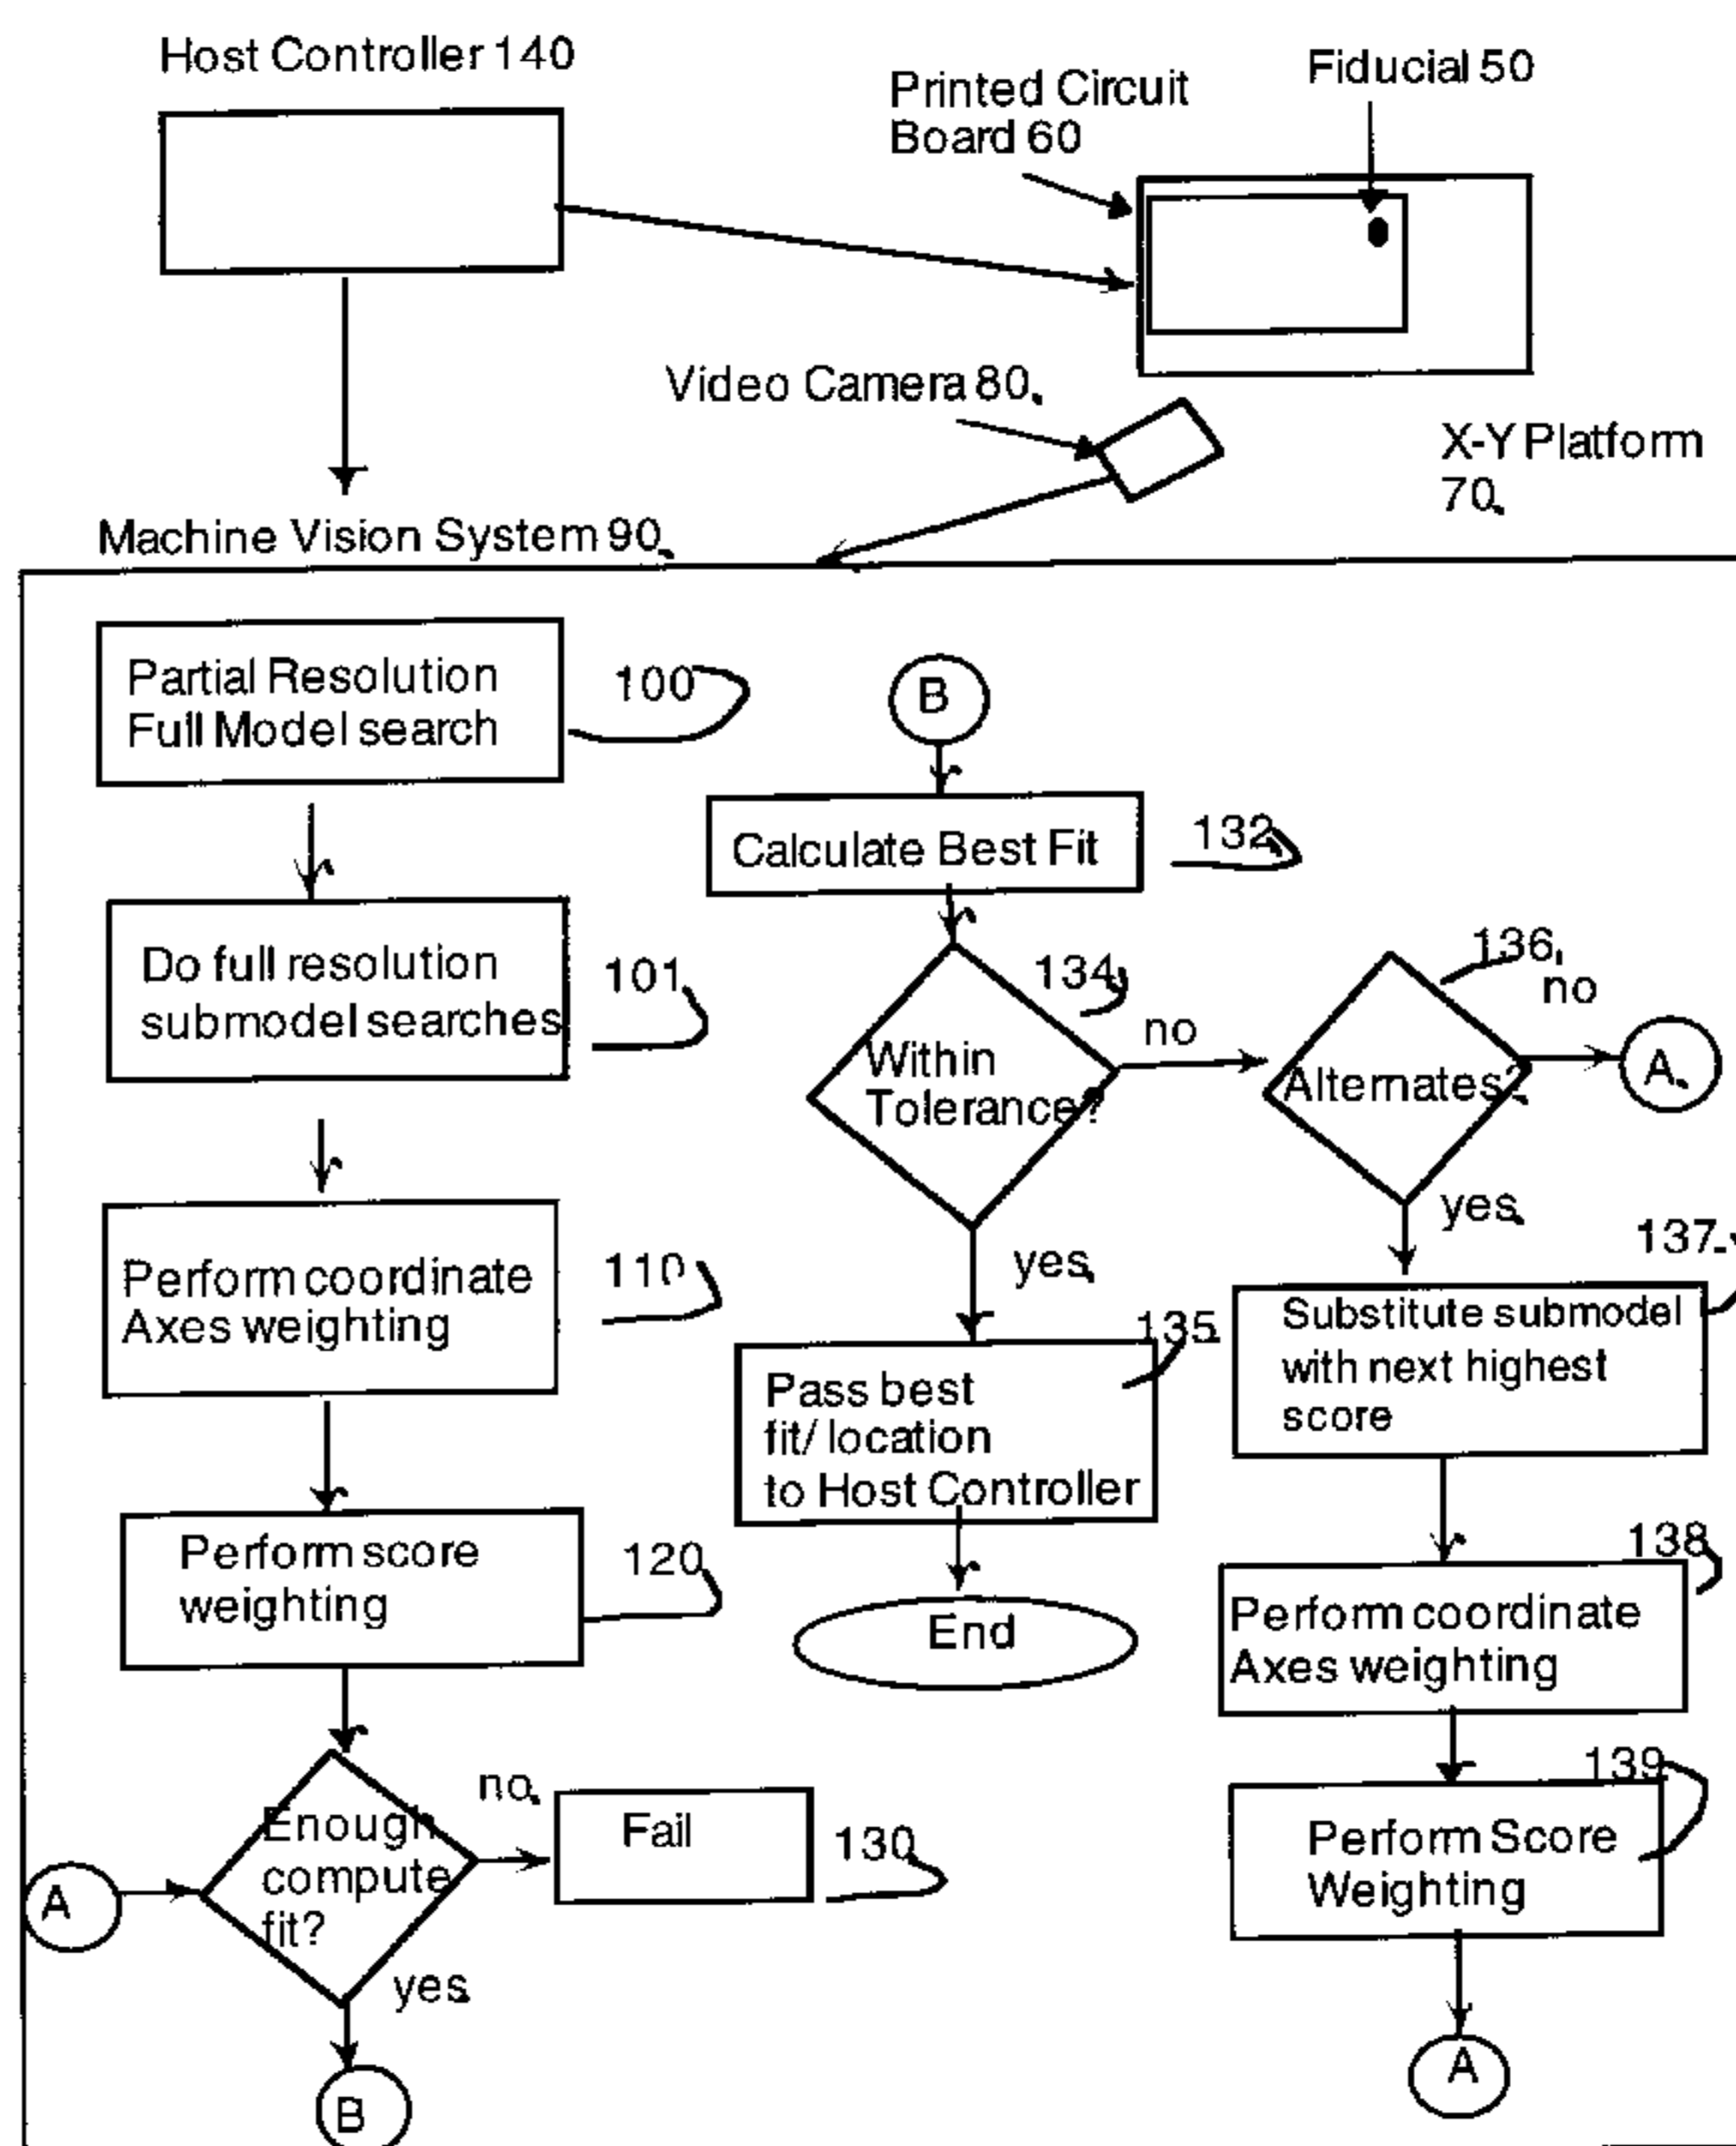 Host Controller 140
Printed Circuit
Board 60
Fiducial 50
Video Camera 80
X-Y Platform
70
Machine Vision System 90
Partial Resolution
Full Model search
100
Do full resolution
submodel searches
101
Perform coordinate
Axes weighting
110
Perform score
weighting
120
Enough
compute
fit?
no
Fail
130
A
yes
B
B
Calculate Best Fit
132
Within
Tolerance?
134
no
yes
Pass best
fit/ location
to Host Controller
135
End
Alternates?
136
no
A
yes
137
Substitute submodel
with next highest
score
138
Perform coordinate
Axes weighting
139
Perform Score
Weighting
A